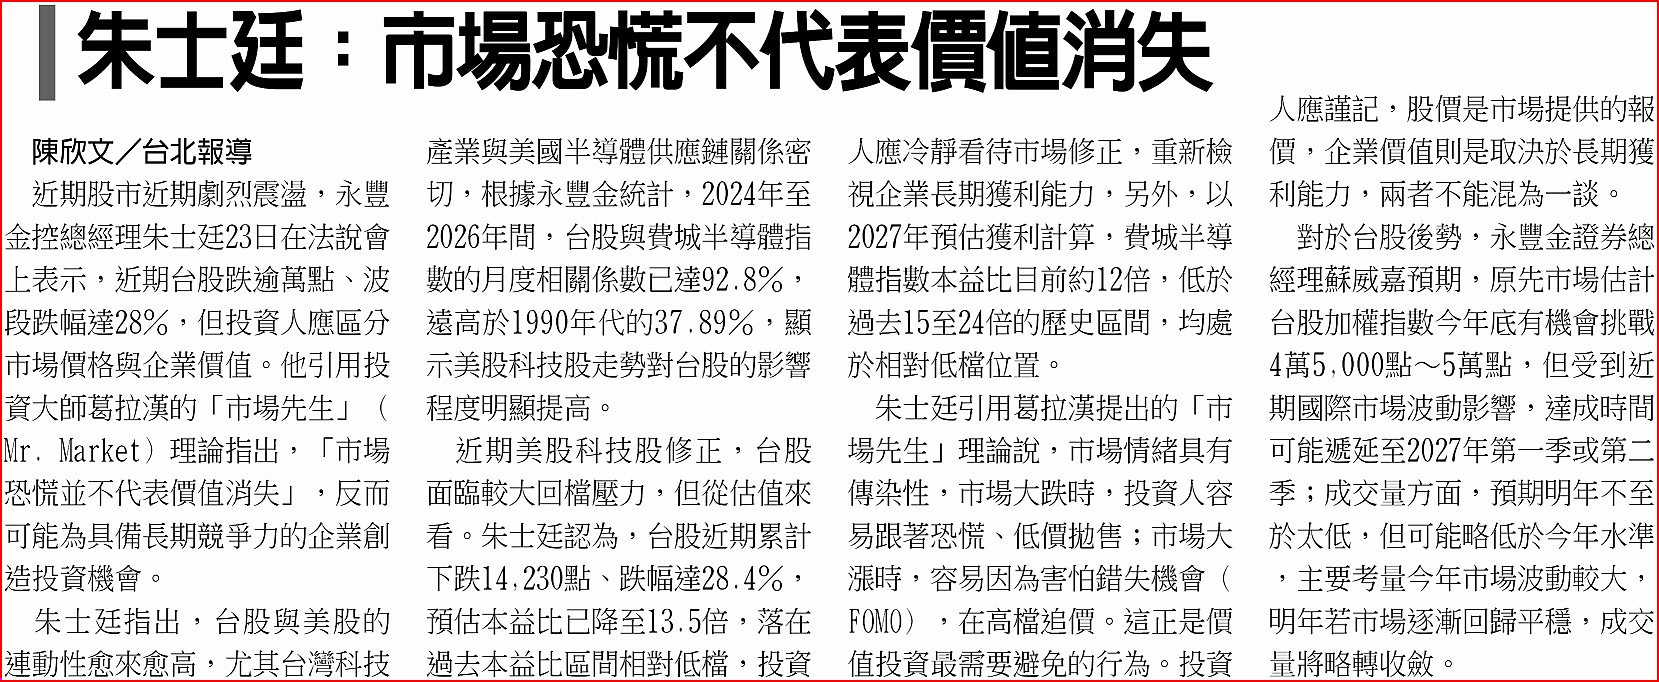 朱士廷：市場恐慌不代表價值消失
陳欣文／台北報導
近期股市近期劇烈震盪，永豐
金控總經理朱士廷23日在法說會
上表示，近期台股跌逾萬點、波
段跌幅達28%，但投資人應區分
市場價格與企業價值。他引用投
資大師葛拉漢的「市場先生」（
Mr. Market）理論指出，「市場
恐慌並不代表價值消失」，反而
可能為具備長期競爭力的企業創
造投資機會。
朱士廷指出，台股與美股的
連動性愈來愈高，尤其台灣科技
產業與美國半導體供應鏈關係密
切，根據永豐金統計，2024年至
2026年間，台股與費城半導體指
數的月度相關係數已達92.8%，
遠高於1990年代的37.89%，顯
示美股科技股走勢對台股的影響
程度明顯提高。
近期美股科技股修正，台股
面臨較大回檔壓力，但從估值來
看。朱士廷認為，台股近期累計
下跌14,230點、跌幅達28.4%，
預估本益比已降至13.5倍，落在
過去本益比區間相對低檔，投資
人應冷靜看待市場修正，重新檢
視企業長期獲利能力，另外，以
2027年預估獲利計算，費城半導
體指數本益比目前約12倍，低於
過去15至24倍的歷史區間，均處
於相對低檔位置。
朱士廷引用葛拉漢提出的「市
場先生」理論說，市場情緒具有
傳染性，市場大跌時，投資人容
易跟著恐慌、低價拋售；市場大
漲時，容易因為害怕錯失機會（
FOMO），在高檔追價。這正是價
值投資最需要避免的行為。投資
人應謹記，股價是市場提供的報
價，企業價值則是取決於長期獲
利能力，兩者不能混為一談。
對於台股後勢，永豐金證券總
經理蘇威嘉預期，原先市場估計
台股加權指數今年底有機會挑戰
4萬5,000點～5萬點，但受到近
期國際市場波動影響，達成時間
可能遞延至2027年第一季或第二
季；成交量方面，預期明年不至
於太低，但可能略低於今年水準
，主要考量今年市場波動較大，
明年若市場逐漸回歸平穩，成交
量將略轉收斂。